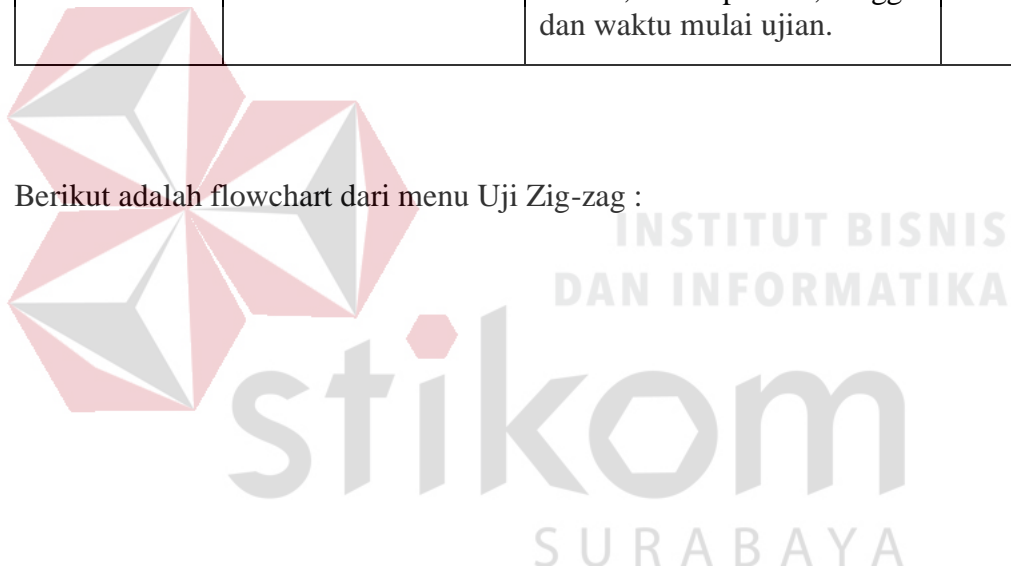 dan waktu mulai ujian.
Berikut adalah flowchart dari menu Uji Zig-zag :
INSTITUT BISNIS
DAN INFORMATIKA
stikom
SURABAYA